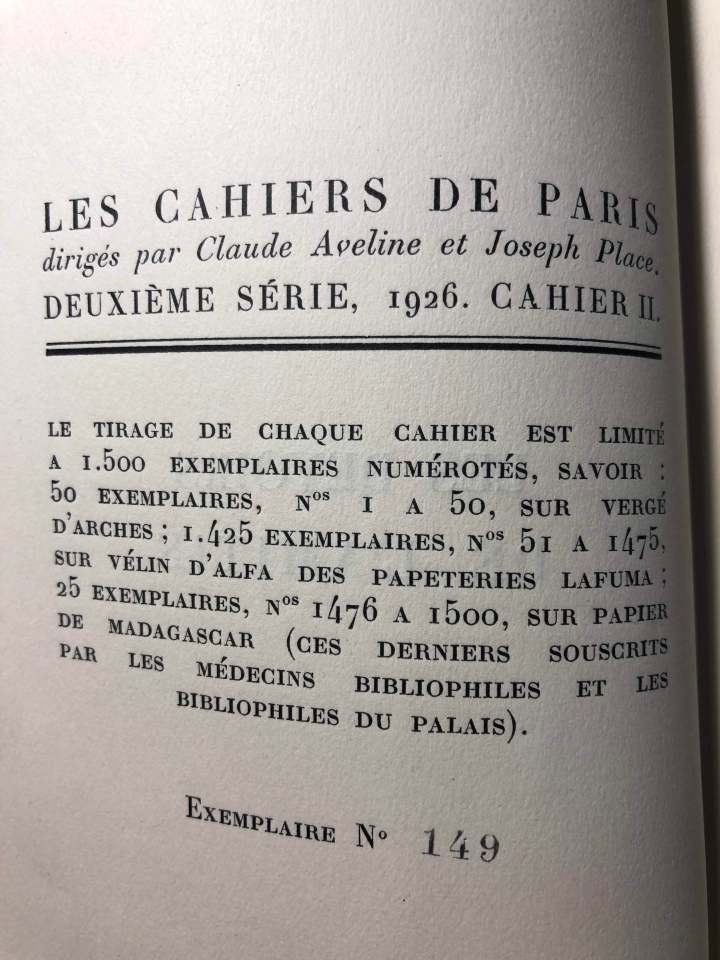 LES CAHIERS DE PARIS
dirigés par Claude Aveline et Joseph Place.
DEUXIÈME SÉRIE, 1926. CAHIER II.
LE TIRAGE DE CHAQUE CAHIER EST LIMITÉ
A 1.500 EXEMPLAIRES NUMÉROTÉS, SAVOIR :
50 EXEMPLAIRES, Nos 1 A 50, SUR VERGÉ
D'ARCHES ; 1.425 EXEMPLAIRES, Nos 51 A 1475,
SUR VÉLIN D'ALFA DES PAPETERIES LAFUMA ;
25 EXEMPLAIRES, Nos 1476 A 1500, SUR PAPIER
DE MADAGASCAR (CES DERNIERS SOUSCRITS
PAR LES MÉDECINS BIBLIOPHILES ET LES
BIBLIOPHILES DU PALAIS).
EXEMPLAIRE No 149